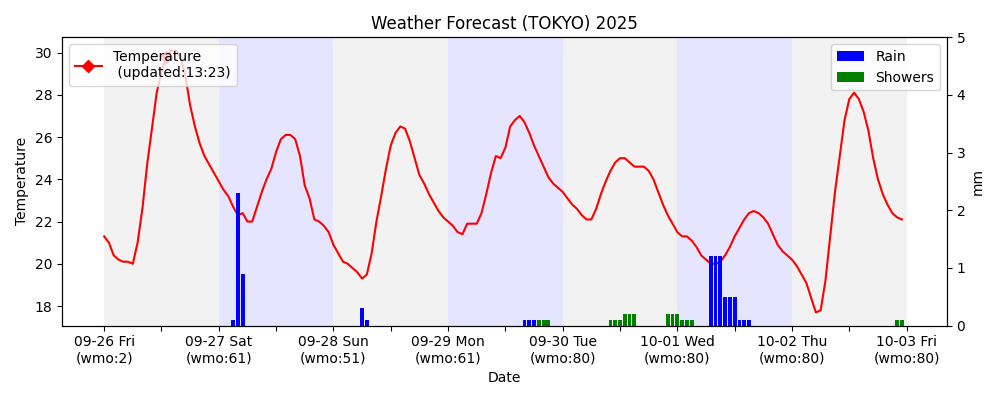 Weather Forecast (TOKYO) 2025
Temperature
(updated:13:23)
Rain
Showers
Temperature
30
28
26
24
22
20
18
5
4
3
2
1
0
mm
09-26 Fri
(wmo:2)
09-27 Sat
(wmo:61)
09-28 Sun
(wmo:51)
09-29 Mon
(wmo:61)
09-30 Tue
(wmo:80)
10-01 Wed
(wmo:80)
10-02 Thu
(wmo:80)
10-03 Fri
(wmo:80)
Date